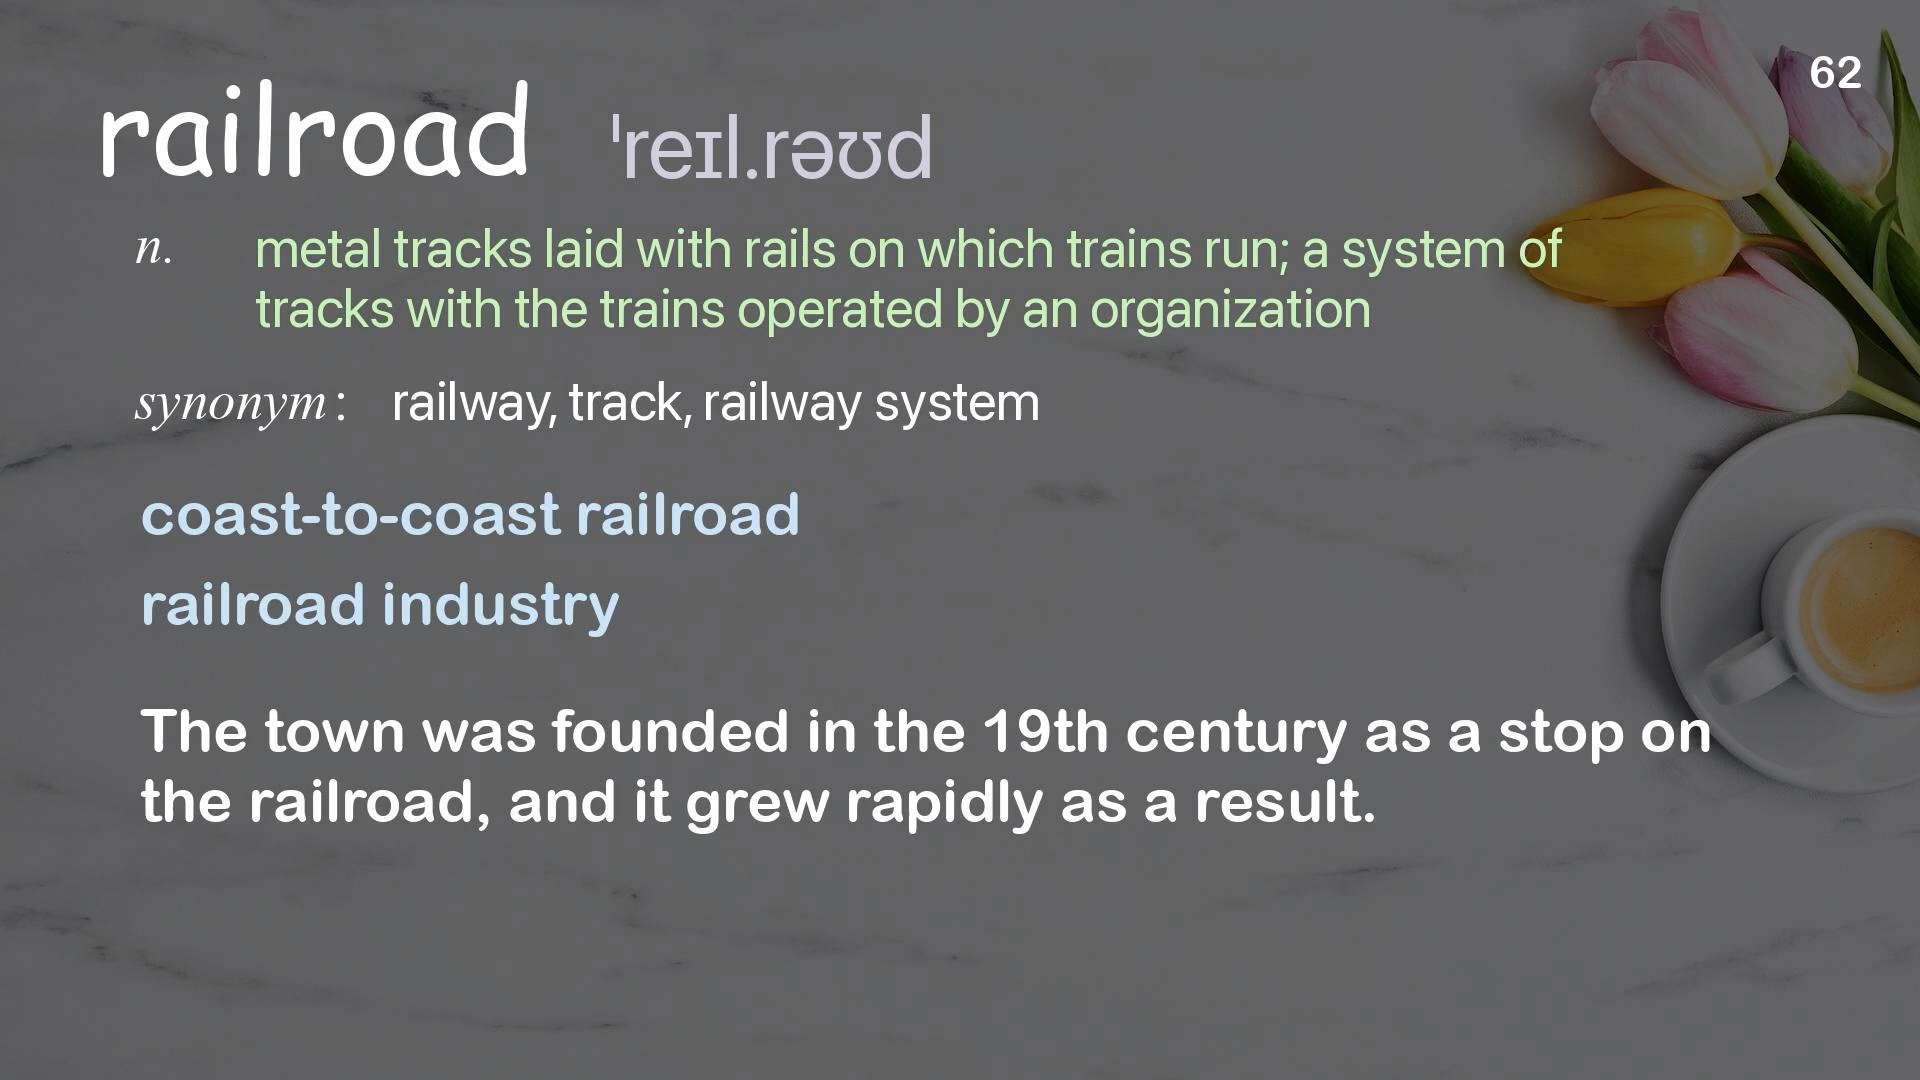 62
railroad ˈreɪl.rəʊd
n. metal tracks laid with rails on which trains run; a system of
tracks with the trains operated by an organization
synonym: railway, track, railway system
coast-to-coast railroad
railroad industry
The town was founded in the 19th century as a stop on
the railroad, and it grew rapidly as a result.